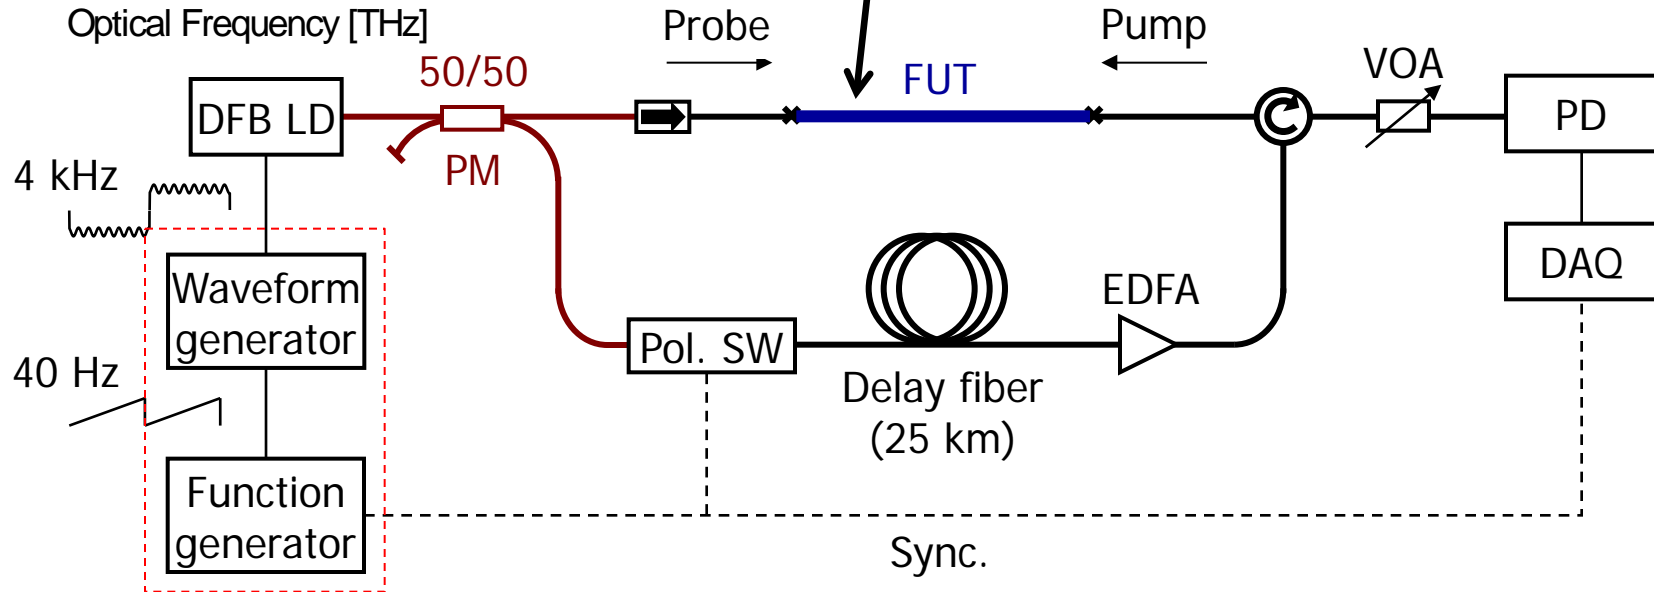 Optical Frequency [THz]
Probe
Pump
50/50
FUT
VOA
DFB LD
PD
PM
4 kHz
DAQ
Waveform
generator
EDFA
Pol. SW
40 Hz
Delay fiber
(25 km)
Function
generator
Sync.